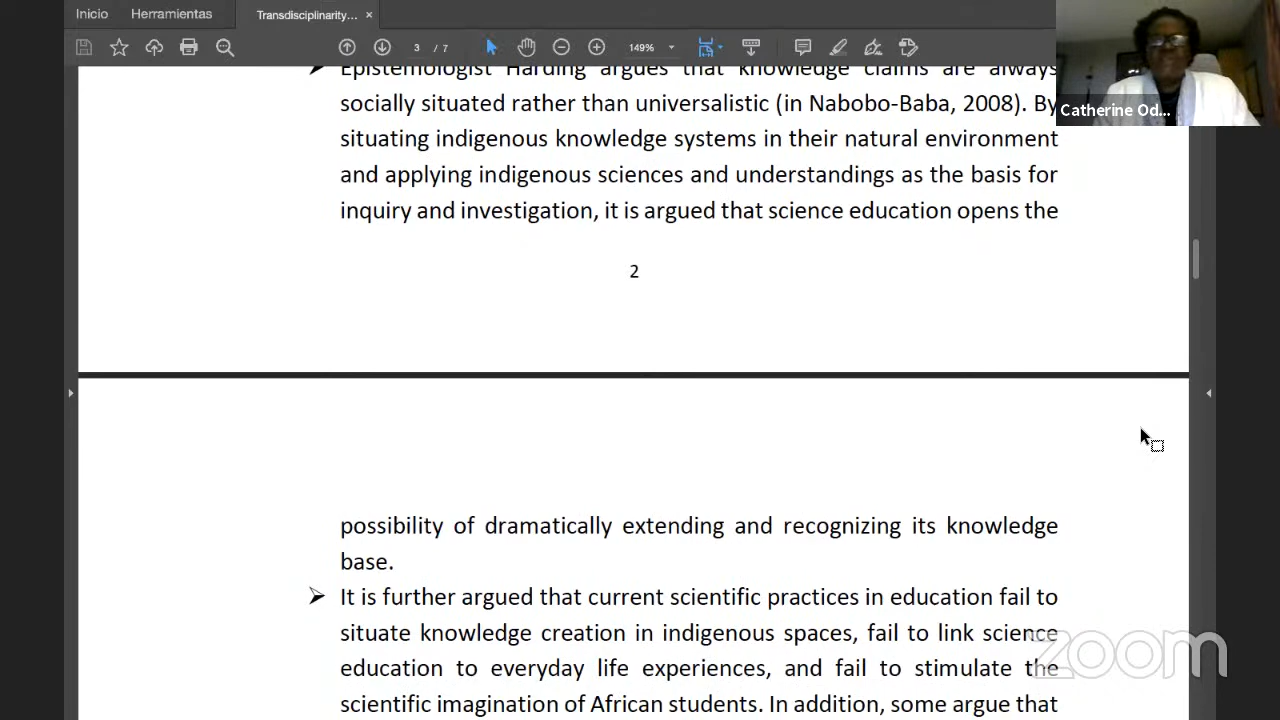 Inicio
Herramientas
Transdisciplinarity...
3 / 7
149%
Catherine Od...
Epistemologist Harding argues that knowledge claims are always
socially situated rather than universalistic (in Nabobo-Baba, 2008). By
situating indigenous knowledge systems in their natural environment
and applying indigenous sciences and understandings as the basis for
inquiry and investigation, it is argued that science education opens the
2
possibility of dramatically extending and recognizing its knowledge
base.
It is further argued that current scientific practices in education fail to
situate knowledge creation in indigenous spaces, fail to link science
education to everyday life experiences, and fail to stimulate the
scientific imagination of African students. In addition, some argue that
zoom